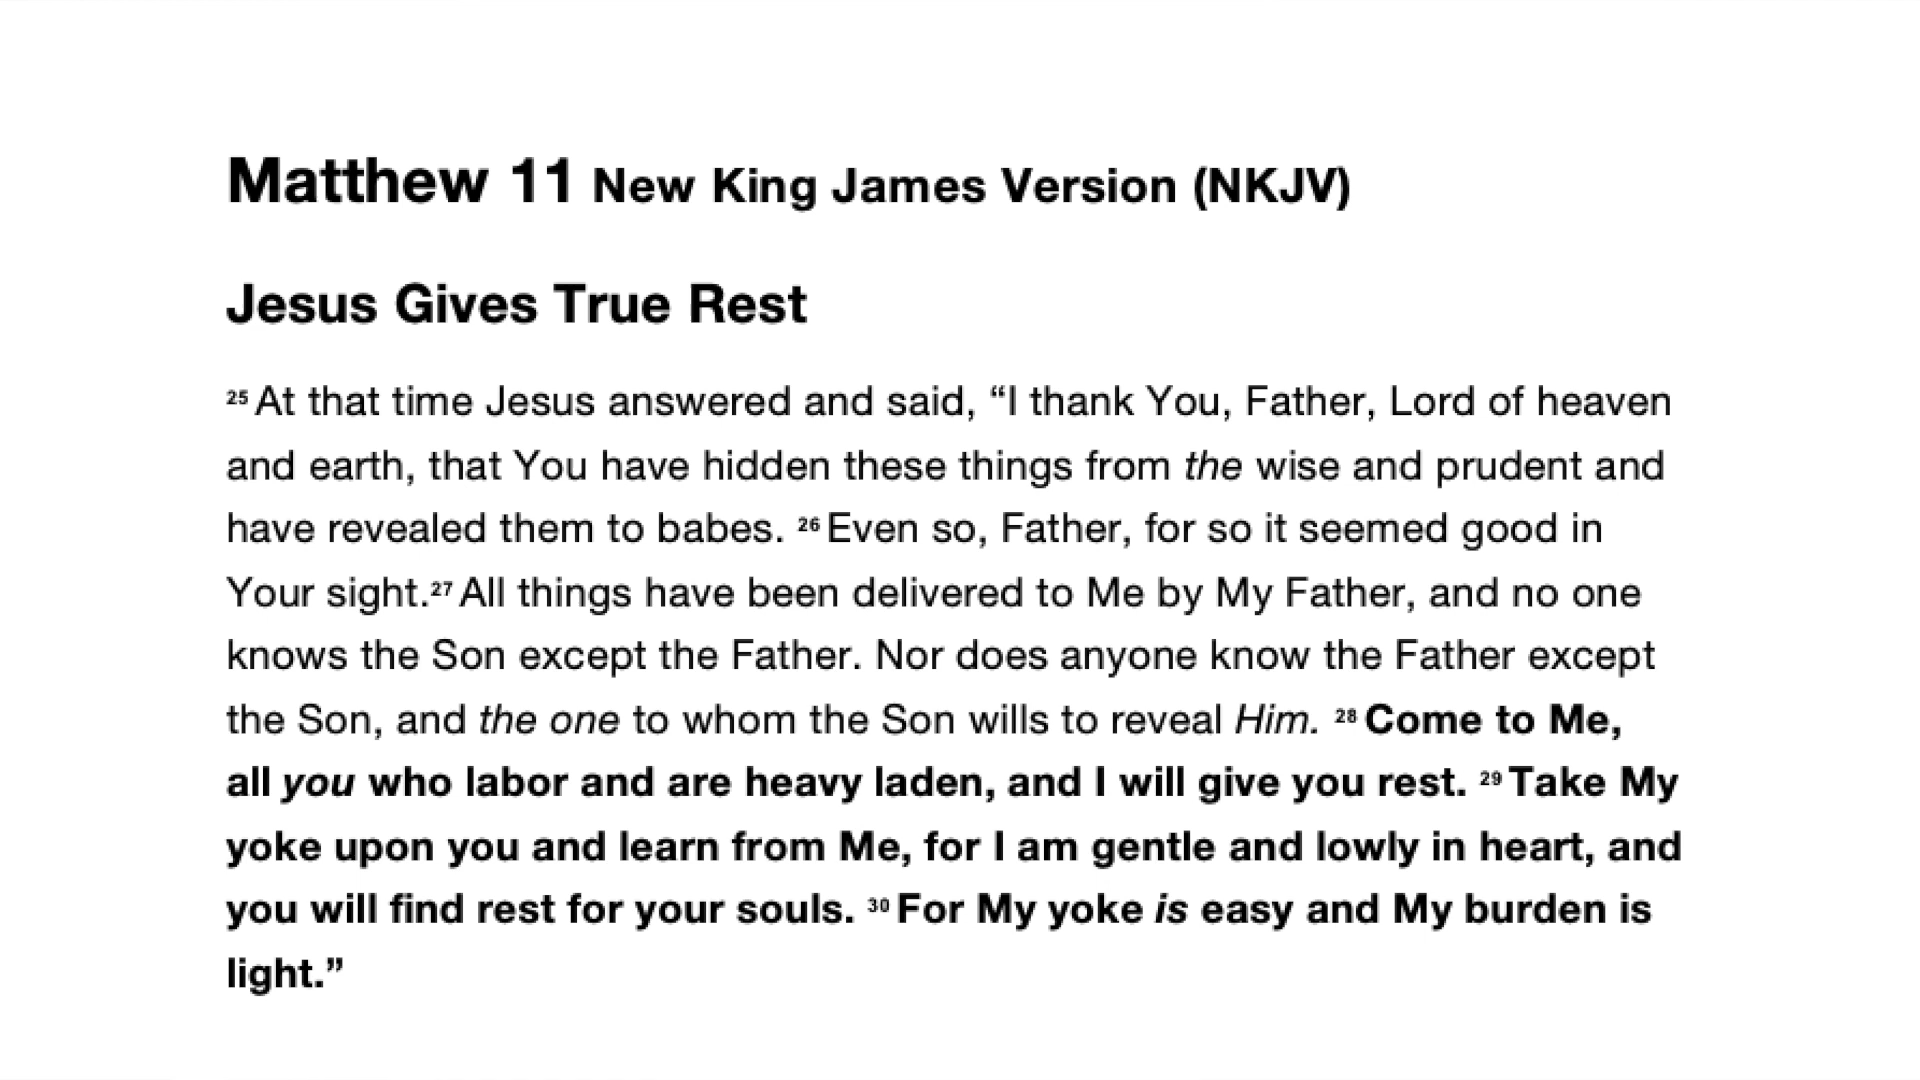 Matthew 11 New King James Version (NKJV)
Jesus Gives True Rest
25 At that time Jesus answered and said, “I thank You, Father, Lord of heaven
and earth, that You have hidden these things from the wise and prudent and
have revealed them to babes. 26 Even so, Father, for so it seemed good in
Your sight.27 All things have been delivered to Me by My Father, and no one
knows the Son except the Father. Nor does anyone know the Father except
the Son, and the one to whom the Son wills to reveal Him. 28 Come to Me,
all you who labor and are heavy laden, and I will give you rest. 29 Take My
yoke upon you and learn from Me, for I am gentle and lowly in heart, and
you will find rest for your souls. 30 For My yoke is easy and My burden is
light.”